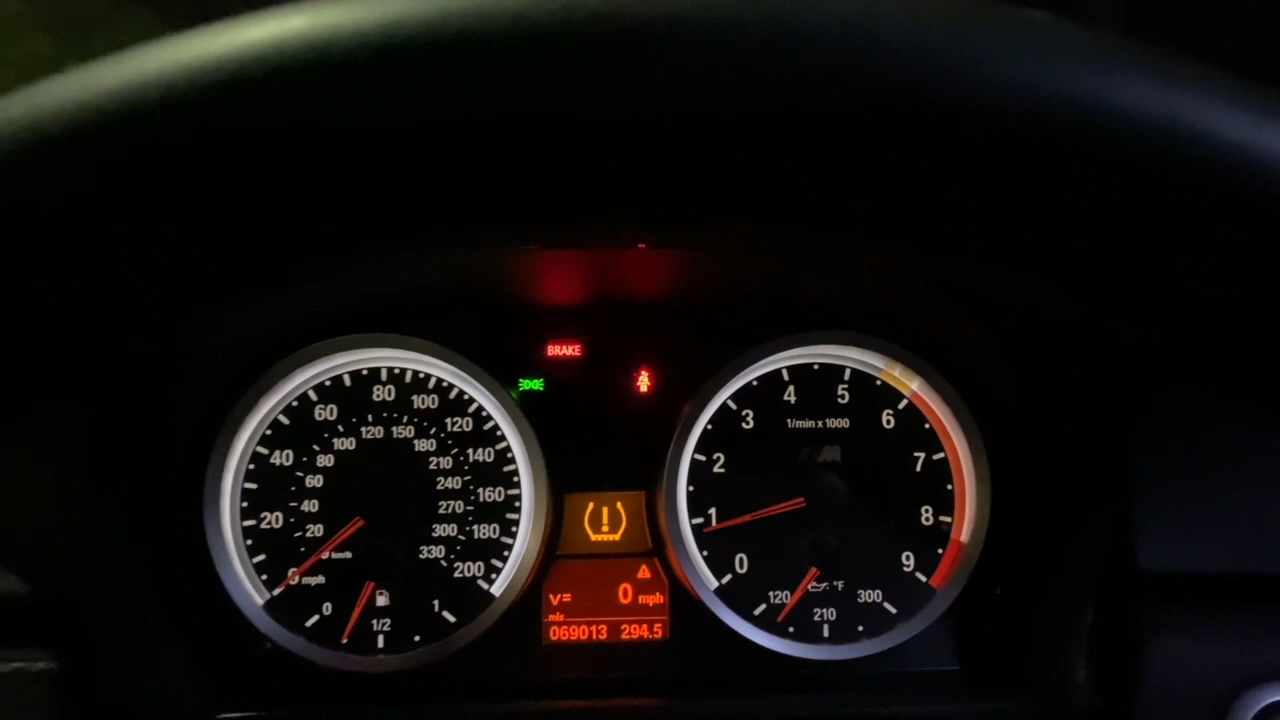 BRAKE
20 40 60 80 100 120 140 160 180 200
20 40 60 80 100 120 150 180 210 240 270 300 330
km/h
0 mph
0 1/2 1
V= 0 mph
mls
069013 294.5
0 1 2 3 4 5 6 7 8 9
1/min x 1000
M
°F
120 210 300